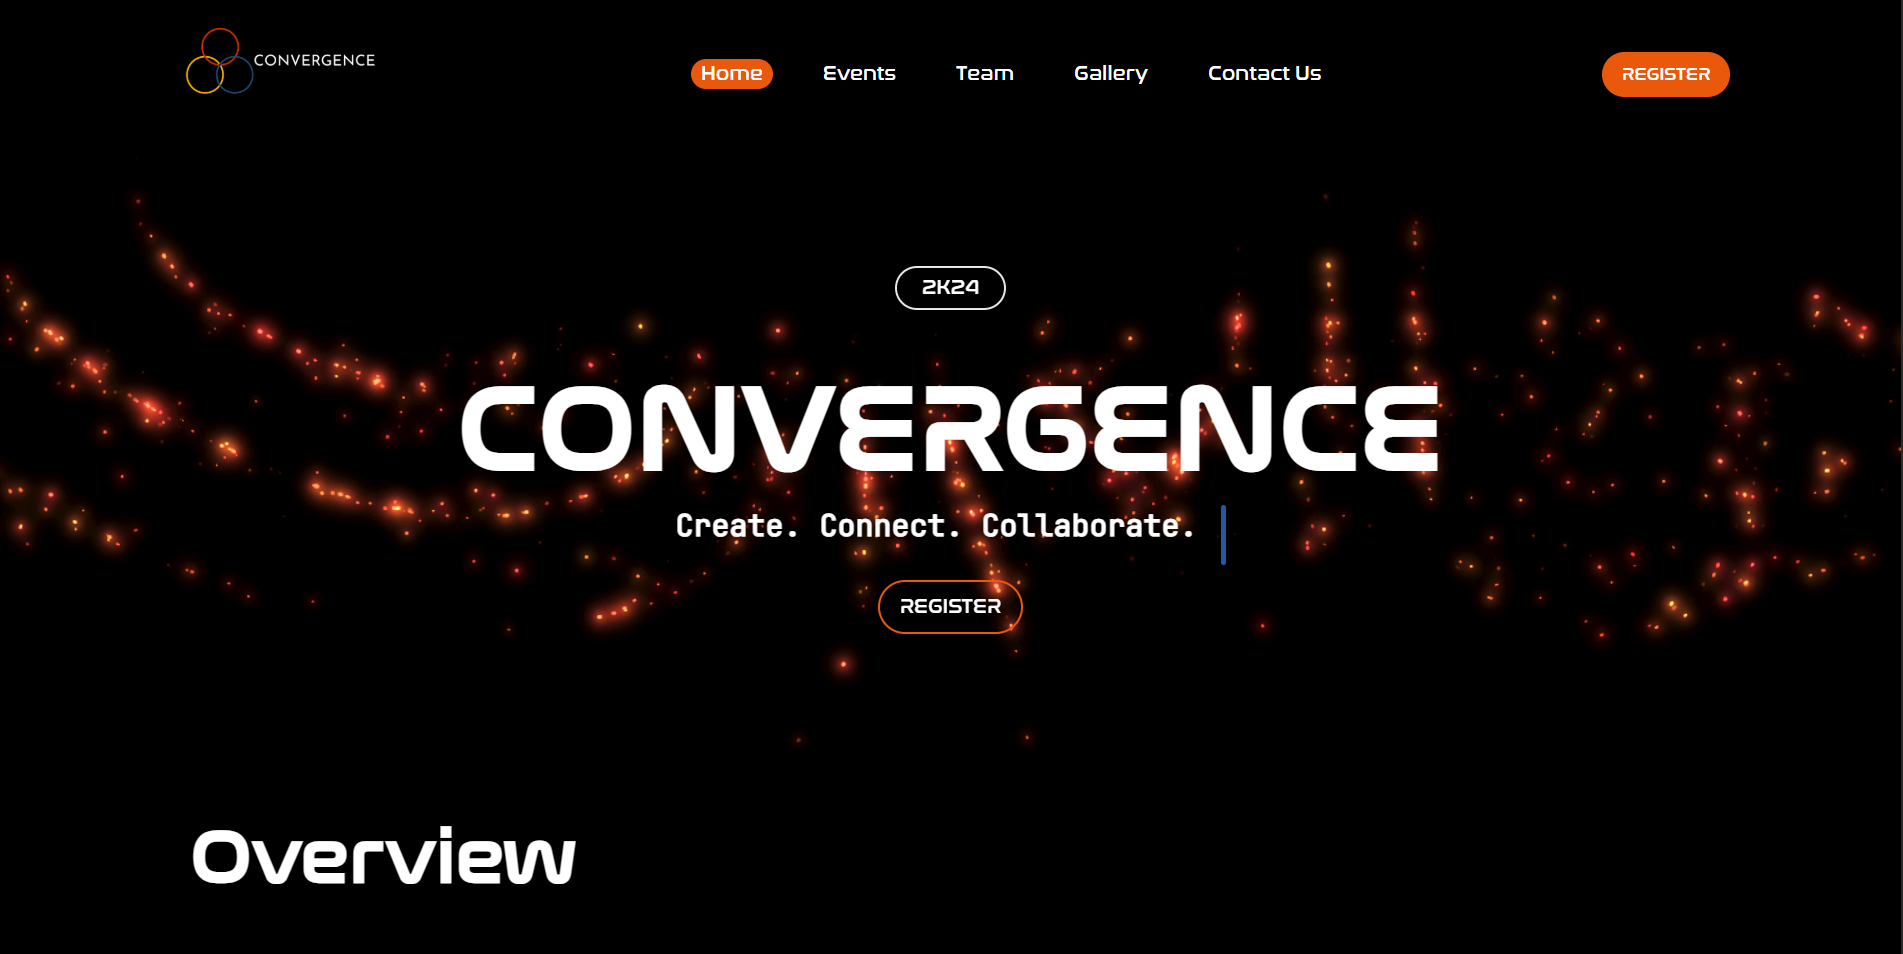 CONVERGENCE
Home Events Team Gallery Contact Us
REGISTER
2K24
CONVERGENCE
Create. Connect. Collaborate.
REGISTER
Overview